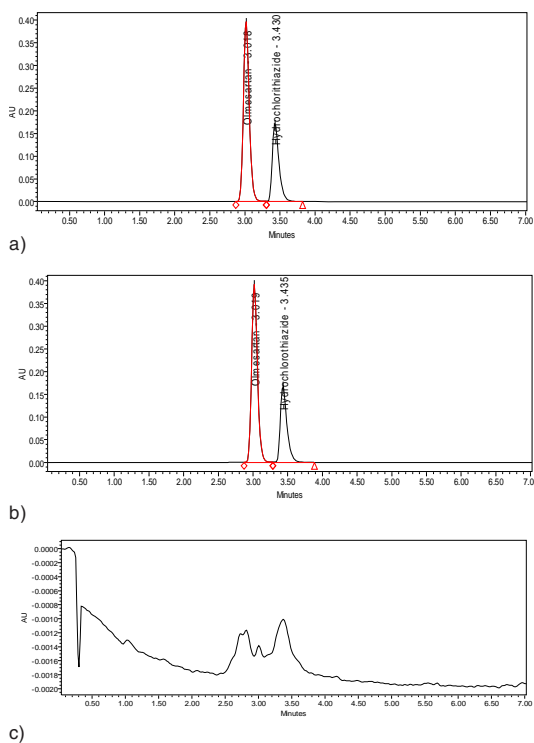 0.40
0.35
0.30
0.25
0.20
0.15
0.10
0.05
0.00
AU
Olmesartan - 3.018
Hydrochlorithiazide - 3.430
0.50 1.00 1.50 2.00 2.50 3.00 3.50 4.00 4.50 5.00 5.50 6.00 6.50 7.00
Minutes
a)
0.40
0.35
0.30
0.25
0.20
0.15
0.10
0.05
0.00
AU
Olmesartan - 3.019
Hydrochlorothiazide - 3.435
0.50 1.00 1.50 2.00 2.50 3.00 3.50 4.00 4.50 5.00 5.50 6.00 6.50 7.0
Minutes
b)
0.0000
-0.0002
-0.0004
-0.0006
-0.0008
-0.0010
-0.0012
-0.0014
-0.0016
-0.0018
-0.0020
AU
0.50 1.00 1.50 2.00 2.50 3.00 3.50 4.00 4.50 5.00 5.50 6.00 6.50 7.00
Minutes
c)